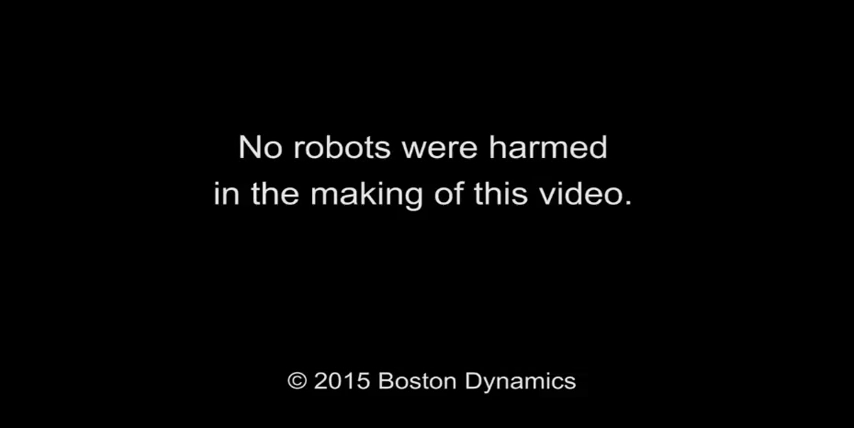 No robots were harmed
in the making of this video.
© 2015 Boston Dynamics